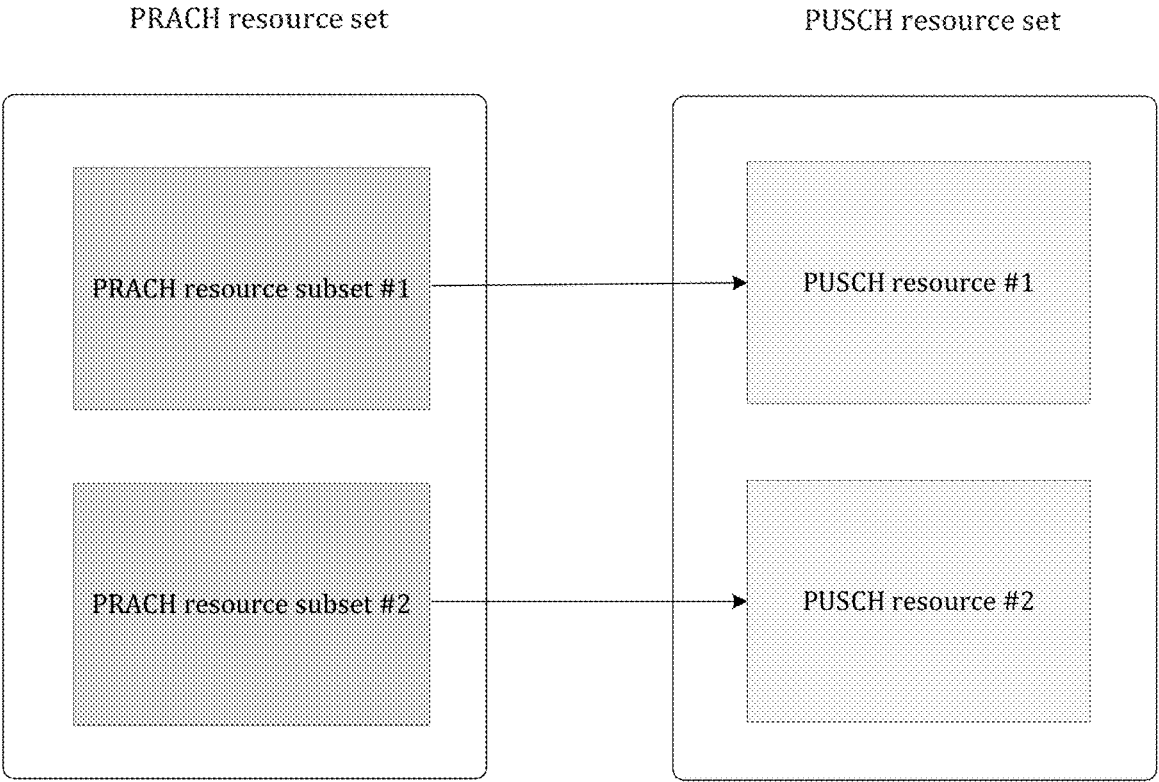 PRACH resource set
PUSCH resource set
PRACH resource subset #1
PUSCH resource #1
PRACH resource subset #2
PUSCH resource #2